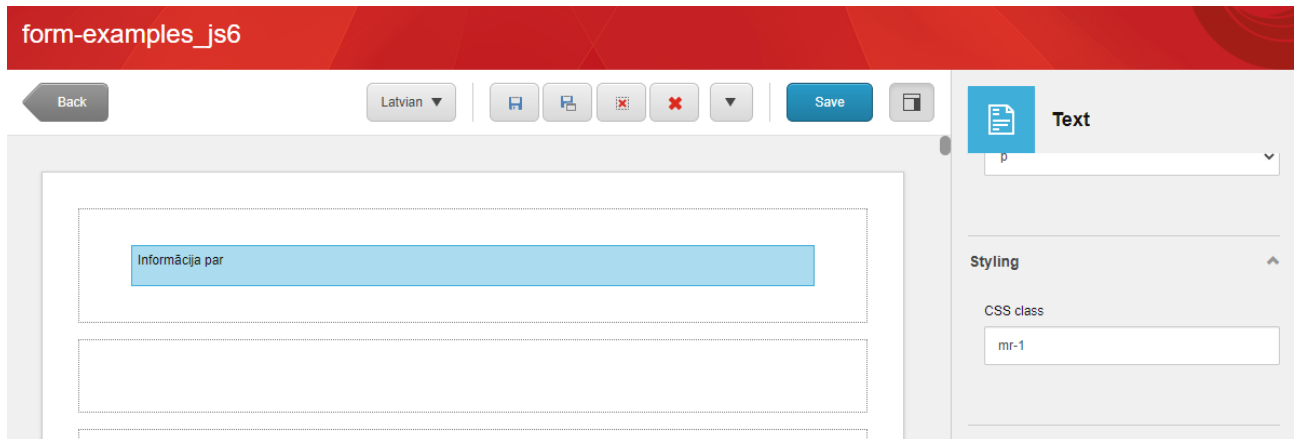 form-examples_js6
Back
Latvian
Save
Text
p
Informācija par
Styling
CSS class
mr-1